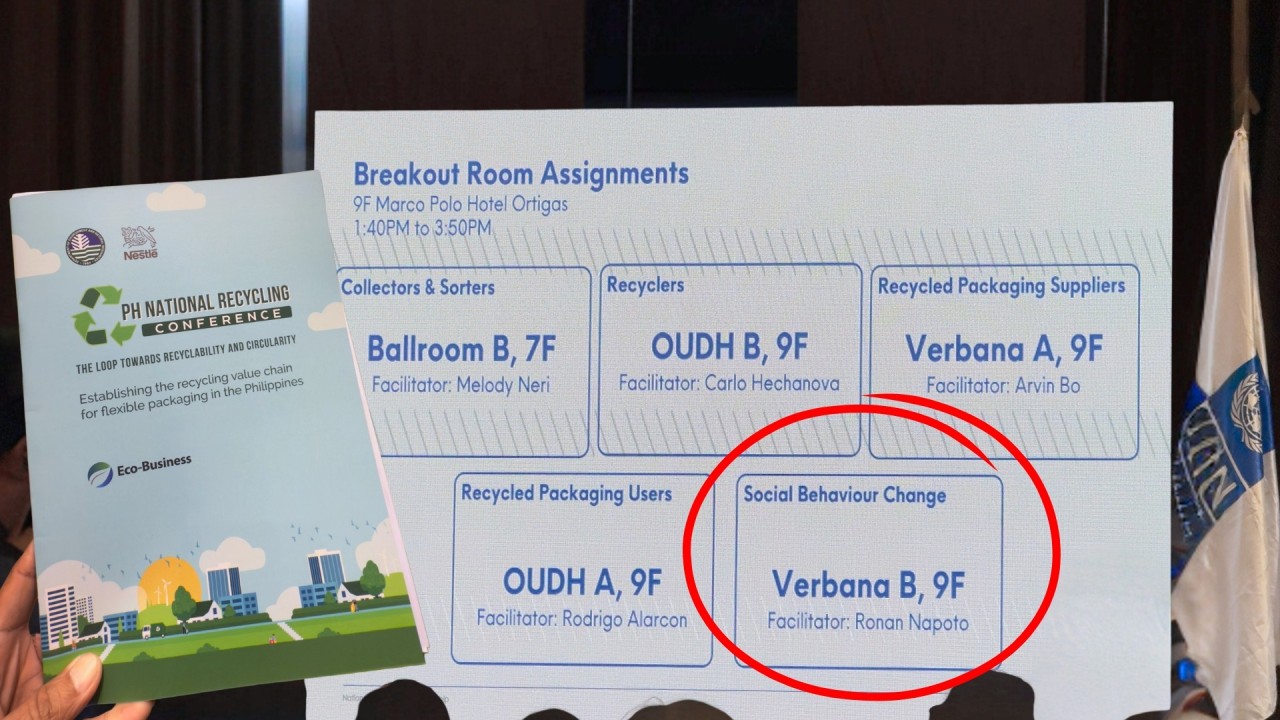 Nestlé
PH NATIONAL RECYCLING
CONFERENCE
THE LOOP TOWARDS RECYCLABILITY AND CIRCULARITY
Establishing the recycling value chain
for flexible packaging in the Philippines
Eco-Business
Breakout Room Assignments
9F Marco Polo Hotel Ortigas
1:40PM to 3:50PM
Collectors & Sorters
Ballroom B, 7F
Facilitator: Melody Neri
Recyclers
OUDH B, 9F
Facilitator: Carlo Hechanova
Recycled Packaging Suppliers
Verbana A, 9F
Facilitator: Arvin Bo
Recycled Packaging Users
OUDH A, 9F
Facilitator: Rodrigo Alarcon
Social Behaviour Change
Verbana B, 9F
Facilitator: Ronan Napoto